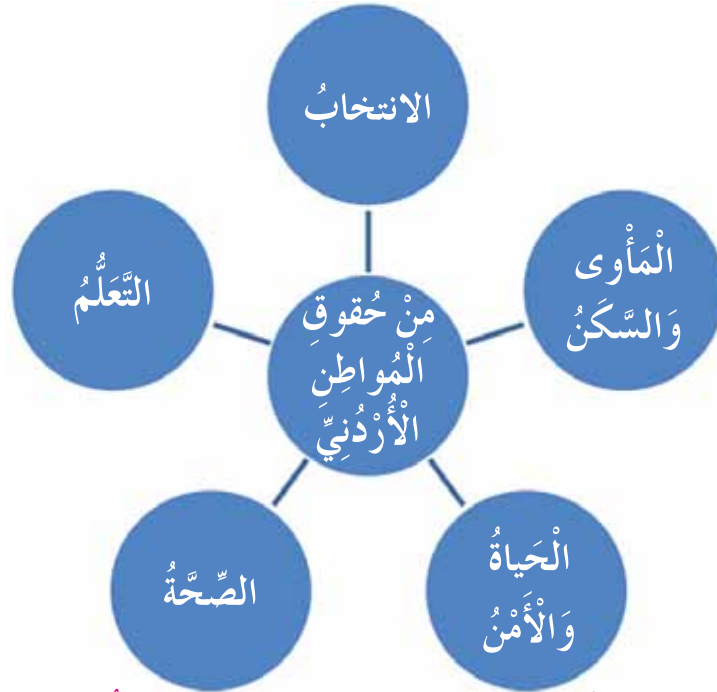 الانتخابُ
الْمَأْوى
وَالسَّكَنُ
التَّعَلُّمُ
مِنْ حُقوقِ
الْمُواطِنِ
الْأُرْدُنِيِّ
الْحَياةُ
وَالْأَمْنُ
الصِّحَّةُ